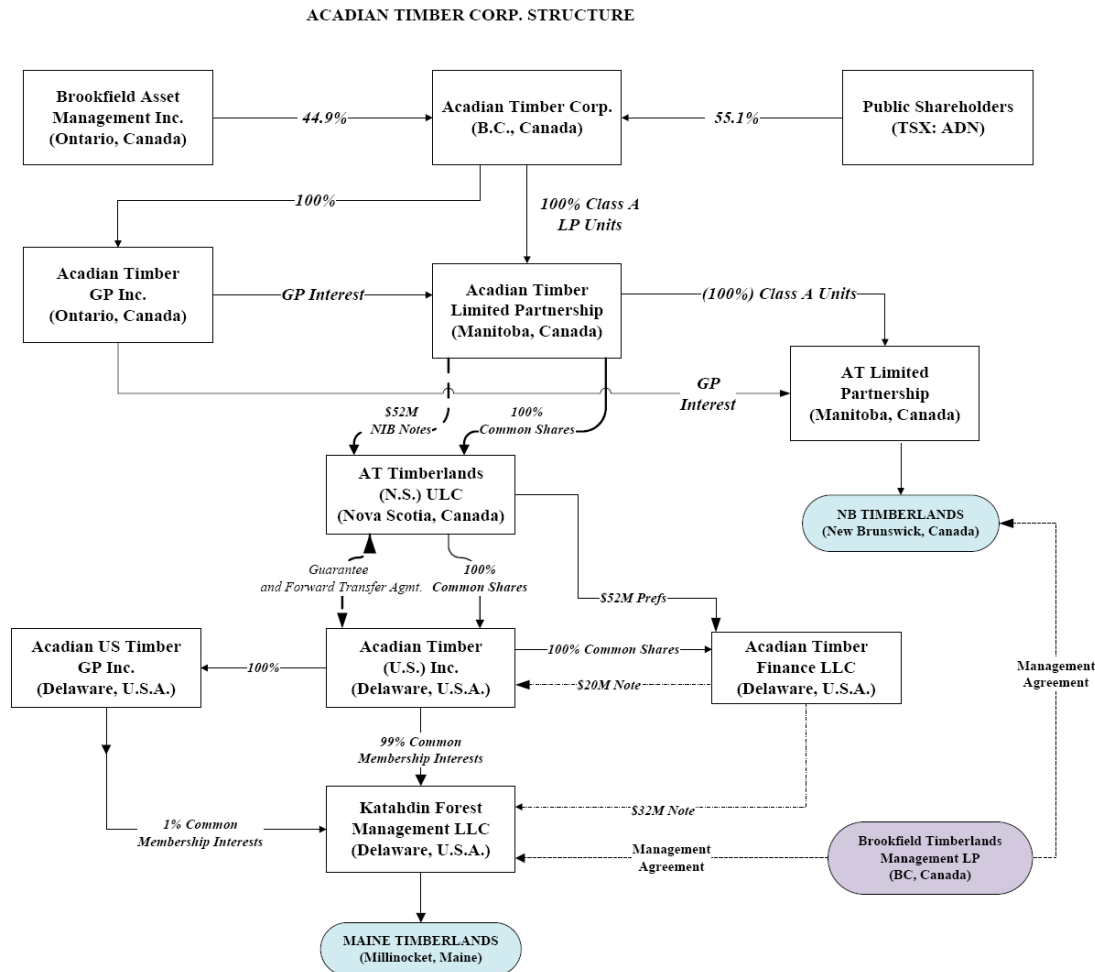 ACADIAN TIMBER CORP. STRUCTURE
Brookfield Asset
Management Inc.
(Ontario, Canada)
44.9%
Acadian Timber Corp.
(B.C., Canada)
55.1%
Public Shareholders
(TSX: ADN)
100%
100% Class A
LP Units
Acadian Timber
GP Inc.
(Ontario, Canada)
GP Interest
Acadian Timber
Limited Partnership
(Manitoba, Canada)
(100%) Class A Units
GP
Interest
AT Limited
Partnership
(Manitoba, Canada)
$52M
NIB Notes
100%
Common Shares
AT Timberlands
(N.S.) ULC
(Nova Scotia, Canada)
NB TIMBERLANDS
(New Brunswick, Canada)
Guarantee
and Forward Transfer Agmt.
100%
Common Shares
$52M Prefs
Acadian US Timber
GP Inc.
(Delaware, U.S.A.)
100%
Acadian Timber
(U.S.) Inc.
(Delaware, U.S.A.)
100% Common Shares
$20M Note
Acadian Timber
Finance LLC
(Delaware, U.S.A.)
Management
Agreement
99% Common
Membership Interests
1% Common
Membership Interests
Katahdin Forest
Management LLC
(Delaware, U.S.A.)
$32M Note
Management
Agreement
Brookfield Timberlands
Management LP
(BC, Canada)
MAINE TIMBERLANDS
(Millinocket, Maine)